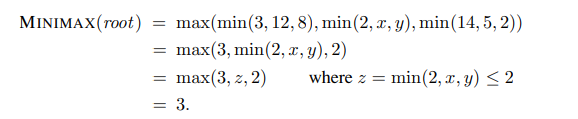 MINIMAX(root) = max(min(3, 12, 8), min(2, x, y), min(14, 5, 2))
= max(3, min(2, x, y), 2)
= max(3, z, 2) where z = min(2, x, y) ≤ 2
= 3.